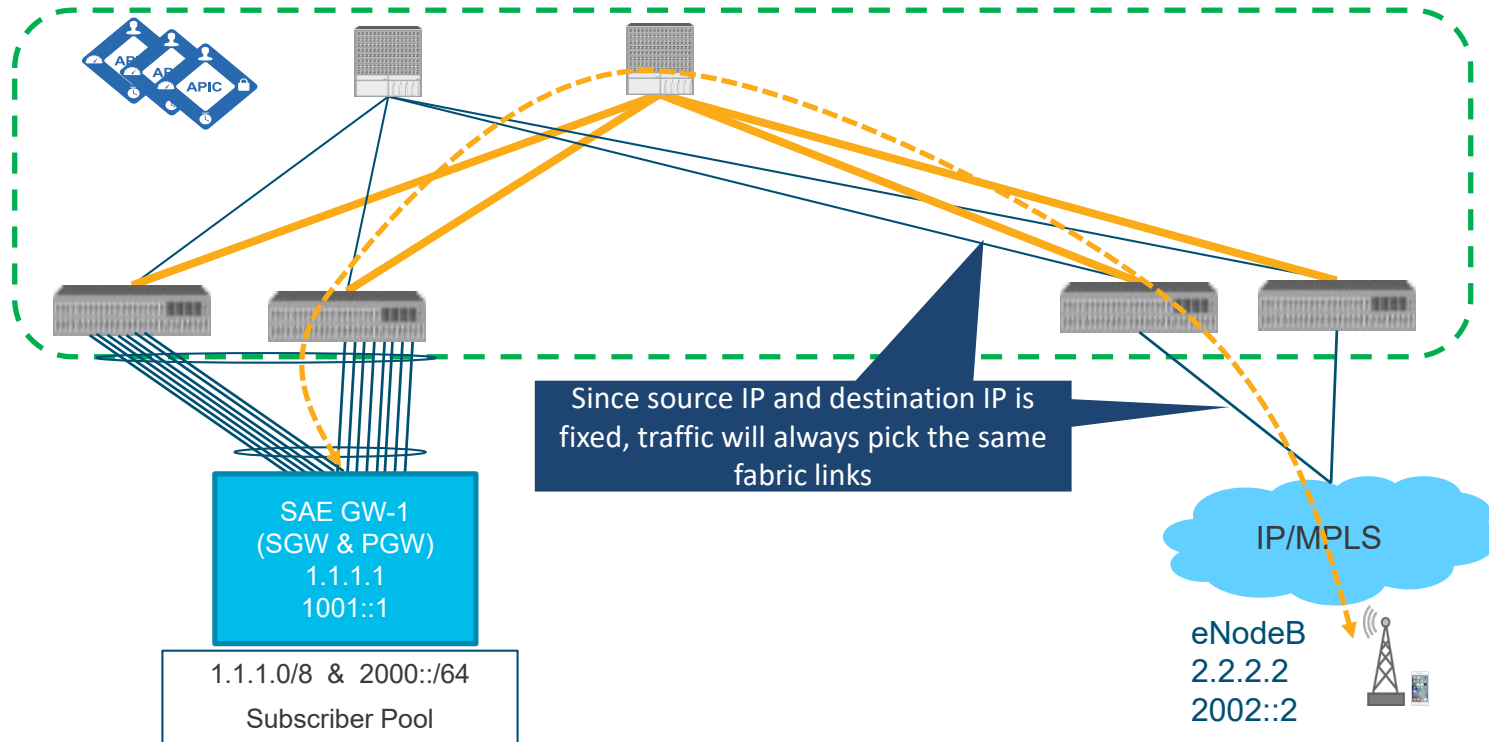 API
API
APIC
Since source IP and destination IP is
fixed, traffic will always pick the same
fabric links
SAE GW-1
(SGW & PGW)
1.1.1.1
1001::1
1.1.1.0/8 & 2000::/64
Subscriber Pool
IP/MPLS
eNodeB
2.2.2.2
2002::2